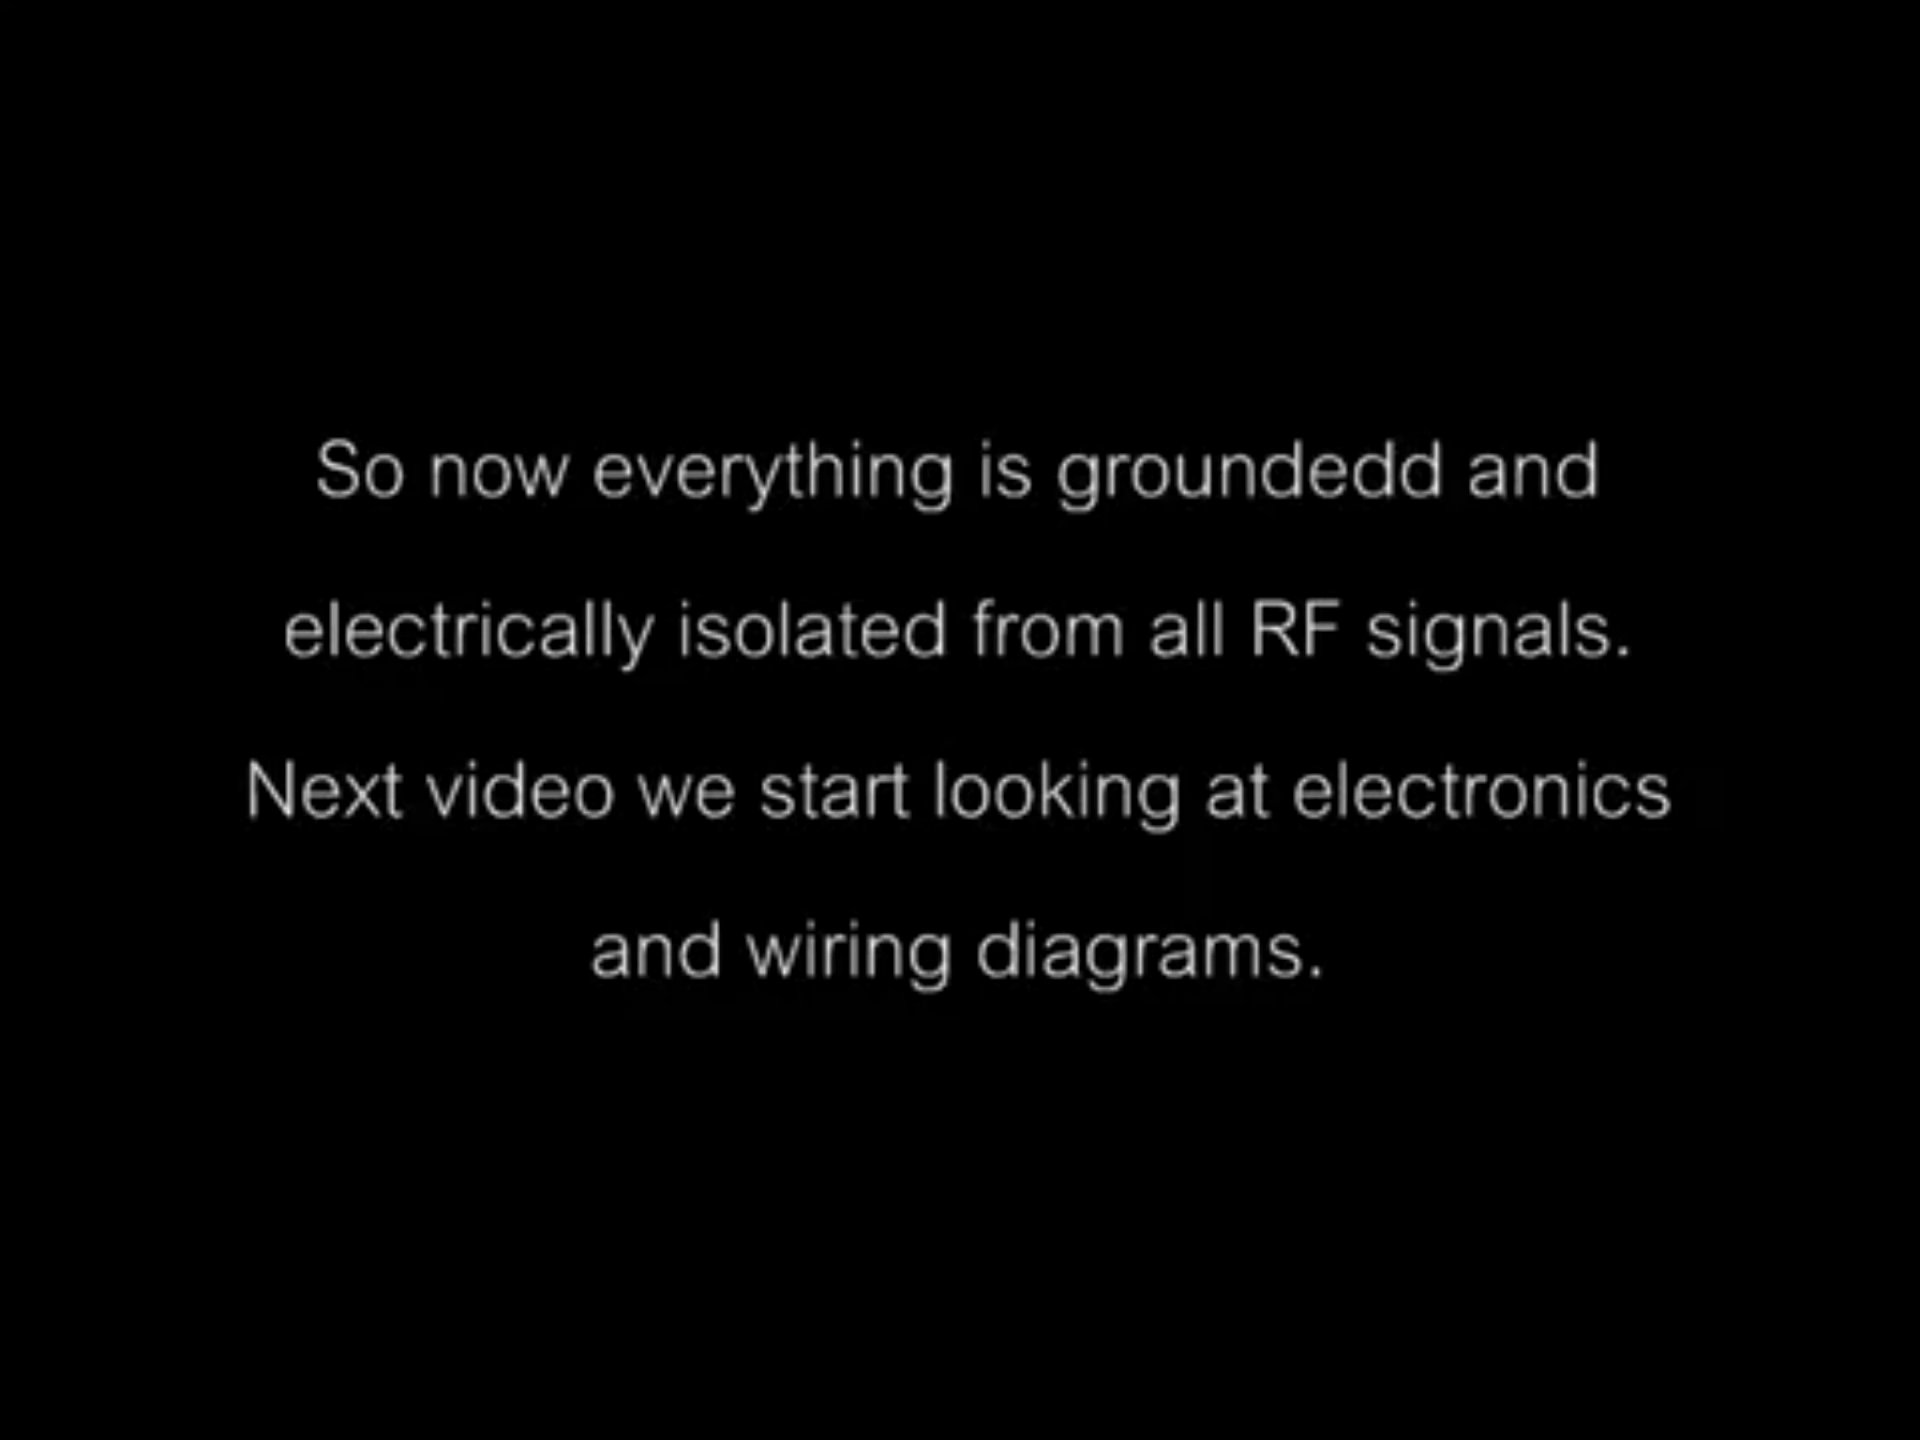 So now everything is groundedd and
electrically isolated from all RF signals.
Next video we start looking at electronics
and wiring diagrams.